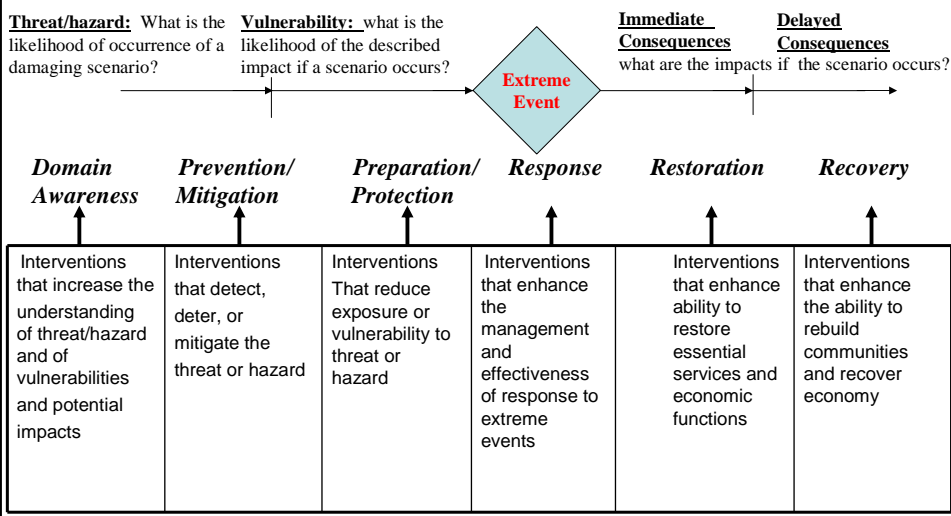 Threat/hazard: What is the
likelihood of occurrence of a
damaging scenario?
Vulnerability: what is the
likelihood of the described
impact if a scenario occurs?
Extreme
Event
Immediate
Consequences
Delayed
Consequences
what are the impacts if the scenario occurs?
Domain
Awareness
Prevention/
Mitigation
Preparation/
Protection
Response
Restoration
Recovery
Interventions
that increase the
understanding
of threat/hazard
and of
vulnerabilities
and potential
impacts
Interventions
that detect,
deter, or
mitigate the
threat or hazard
Interventions
That reduce
exposure or
vulnerability to
threat or
hazard
Interventions
that enhance
the
management
and
effectiveness
of response to
extreme
events
Interventions
that enhance
ability to
restore
essential
services and
economic
functions
Interventions
that enhance
the ability to
rebuild
communities
and recover
economy